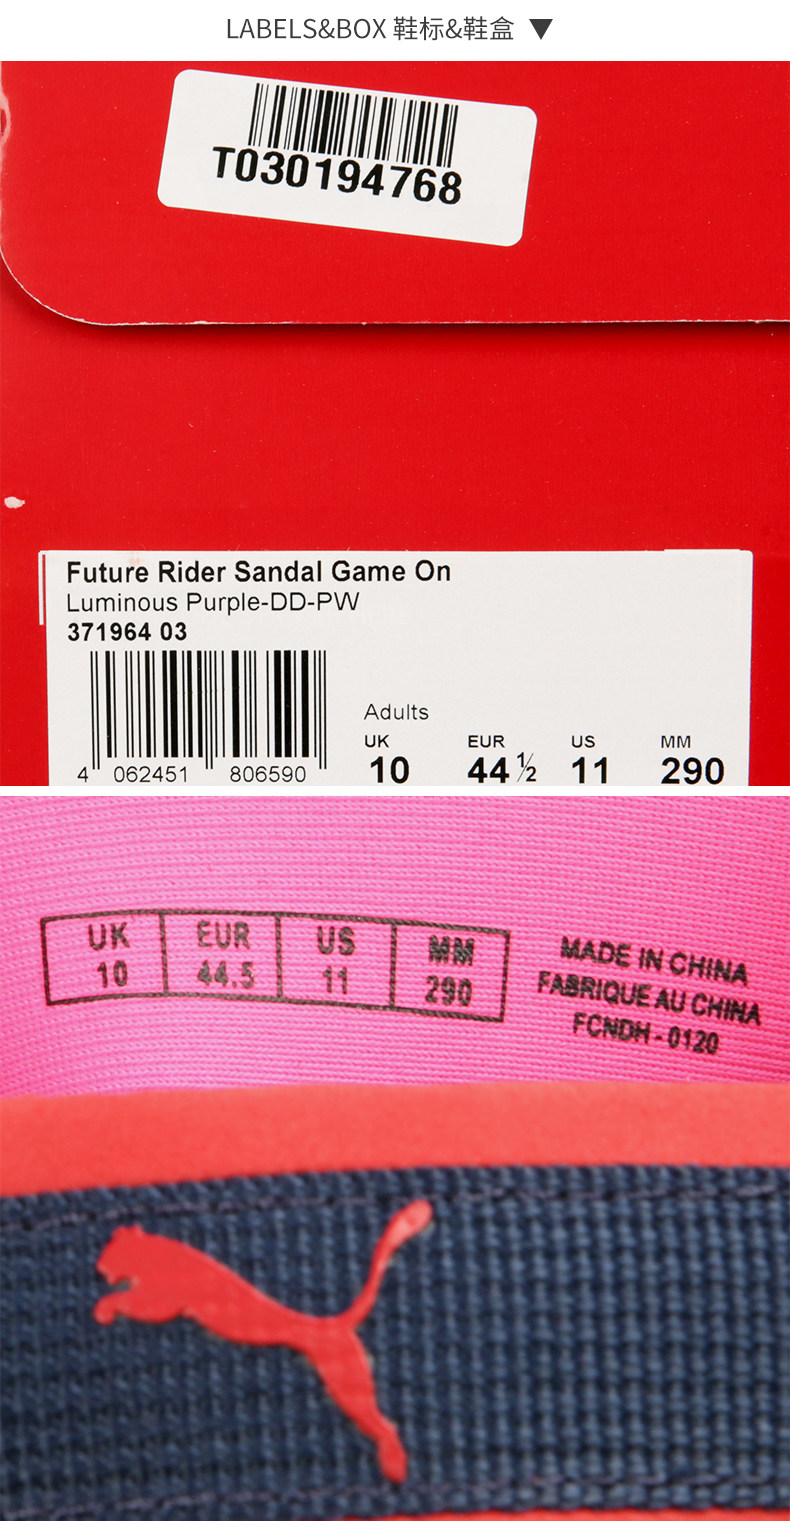 LABELS&BOX 鞋标&鞋盒 ▼
T030194768
Future Rider Sandal Game On
Luminous Purple-DD-PW
371964 03
Adults
UK EUR US MM
10 44 ½ 11 290
4 062451 806590
UK EUR US MM
10 44.5 11 290
MADE IN CHINA
FABRIQUE AU CHINA
FCNDH - 0120